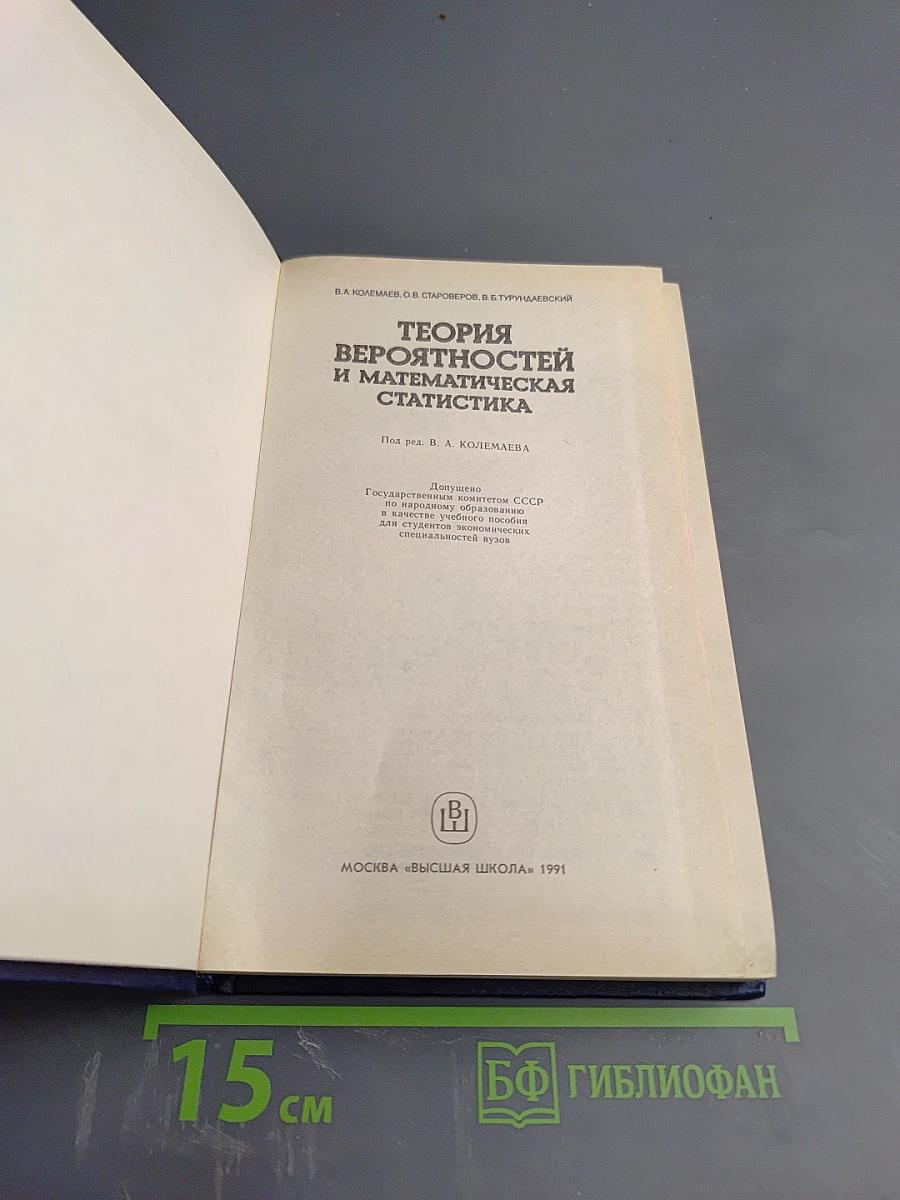 В.А. КОЛЕМАЕВ, О.В. СТАРОВЕРОВ, В.Б. ТУРУНДАЕВСКИЙ
ТЕОРИЯ
ВЕРОЯТНОСТЕЙ
И МАТЕМАТИЧЕСКАЯ
СТАТИСТИКА
Под ред. В. А. КОЛЕМАЕВА
Допущено
Государственным комитетом СССР
по народному образованию
в качестве учебного пособия
для студентов экономических
специальностей вузов
ВШ
МОСКВА «ВЫСШАЯ ШКОЛА» 1991
15 см
БФ ГИБЛИОФАН